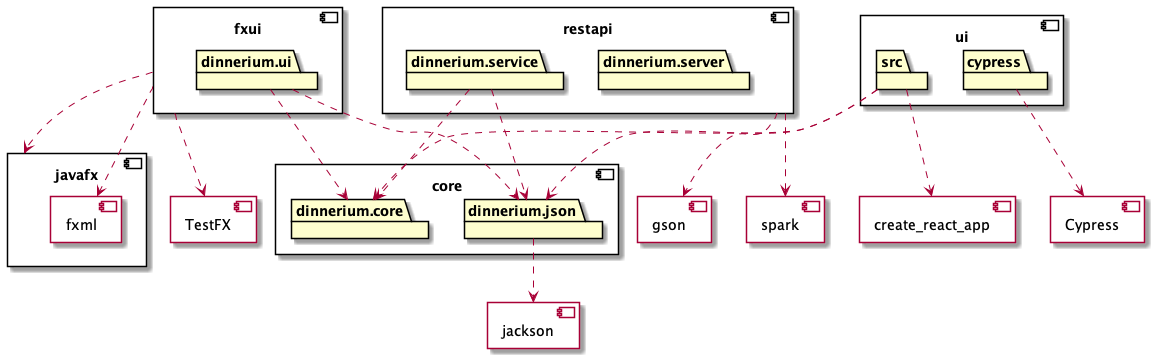 fxui
restapi
ui
dinnerium.ui
dinnerium.service
dinnerium.server
src
cypress
javafx
core
fxml
TestFX
dinnerium.core
dinnerium.json
gson
spark
create_react_app
Cypress
jackson